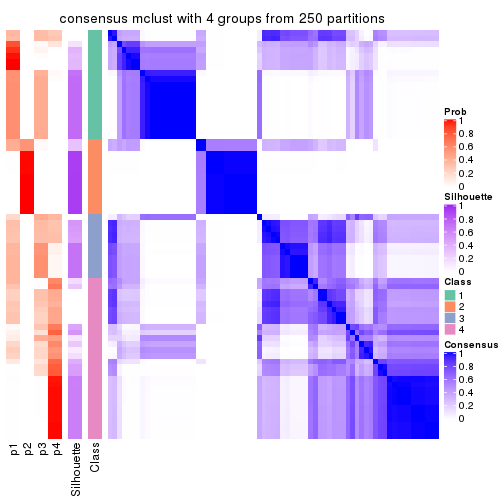 consensus mclust with 4 groups from 250 partitions
Prob
1
0.8
0.6
0.4
0.2
0
Silhouette
1
0.8
0.6
0.4
0.2
0
Class
1
2
3
4
Consensus
1
0.8
0.6
0.4
0.2
0
p1
p2
p3
p4
Silhouette
Class